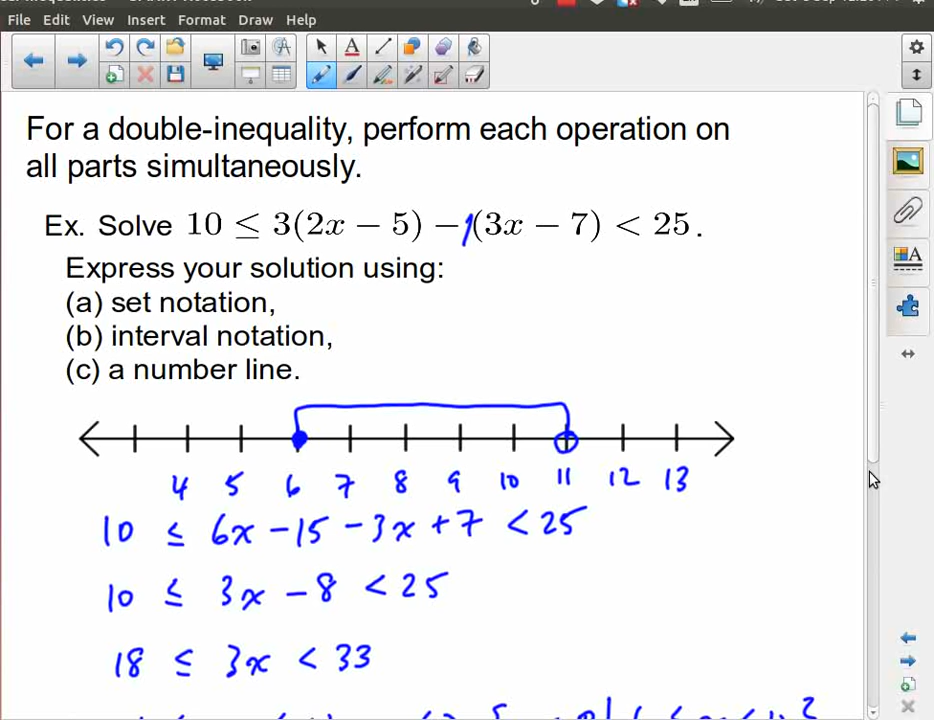 File Edit View Insert Format Draw Help
For a double-inequality, perform each operation on
all parts simultaneously.
Ex. Solve 10 ≤ 3(2x − 5) − 1(3x − 7) < 25.
Express your solution using:
(a) set notation,
(b) interval notation,
(c) a number line.
4 5 6 7 8 9 10 11 12 13
10 ≤ 6x − 15 − 3x + 7 < 25
10 ≤ 3x − 8 < 25
18 ≤ 3x < 33